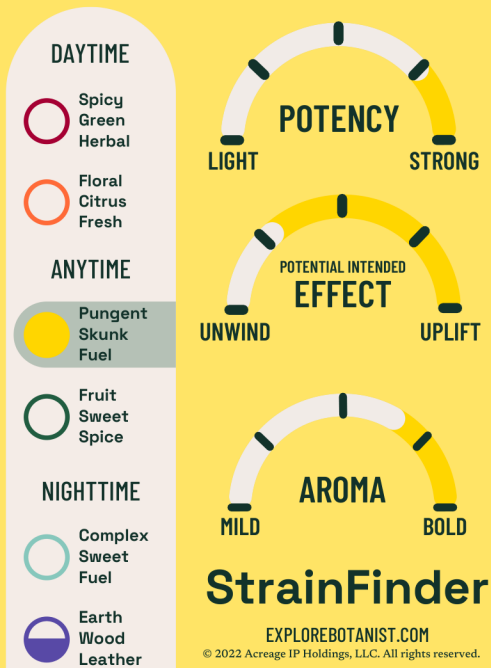 DAYTIME
Spicy
Green
Herbal
Floral
Citrus
Fresh
ANYTIME
Pungent
Skunk
Fuel
Fruit
Sweet
Spice
NIGHTTIME
Complex
Sweet
Fuel
Earth
Wood
Leather
POTENCY
LIGHT STRONG
POTENTIAL INTENDED
EFFECT
UNWIND UPLIFT
AROMA
MILD BOLD
StrainFinder
EXPLOREBOTANIST.COM
© 2022 Acreage IP Holdings, LLC. All rights reserved.